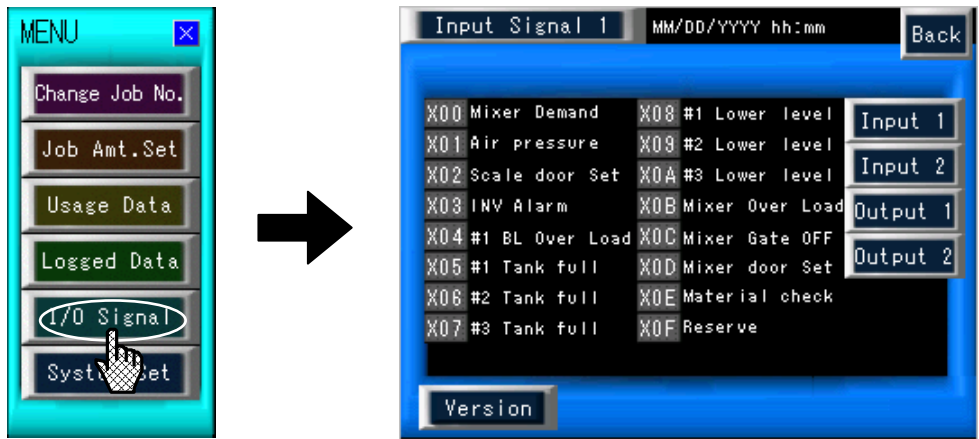 MENU
Change Job No.
Job Amt.Set
Usage Data
Logged Data
I/O Signal
Set
Input Signal 1 MM/DD/YYYY hh:mm Back
X00 Mixer Demand X08 #1 Lower level
X01 Air pressure X09 #2 Lower level
X02 Scale door Set X0A #3 Lower level
X03 INV Alarm X0B Mixer Over Load
X04 #1 BL Over Load X0C Mixer Gate OFF
X05 #1 Tank full X0D Mixer door Set
X06 #2 Tank full X0E Material check
X07 #3 Tank full X0F Reserve
Input 1
Input 2
Output 1
Output 2
Version